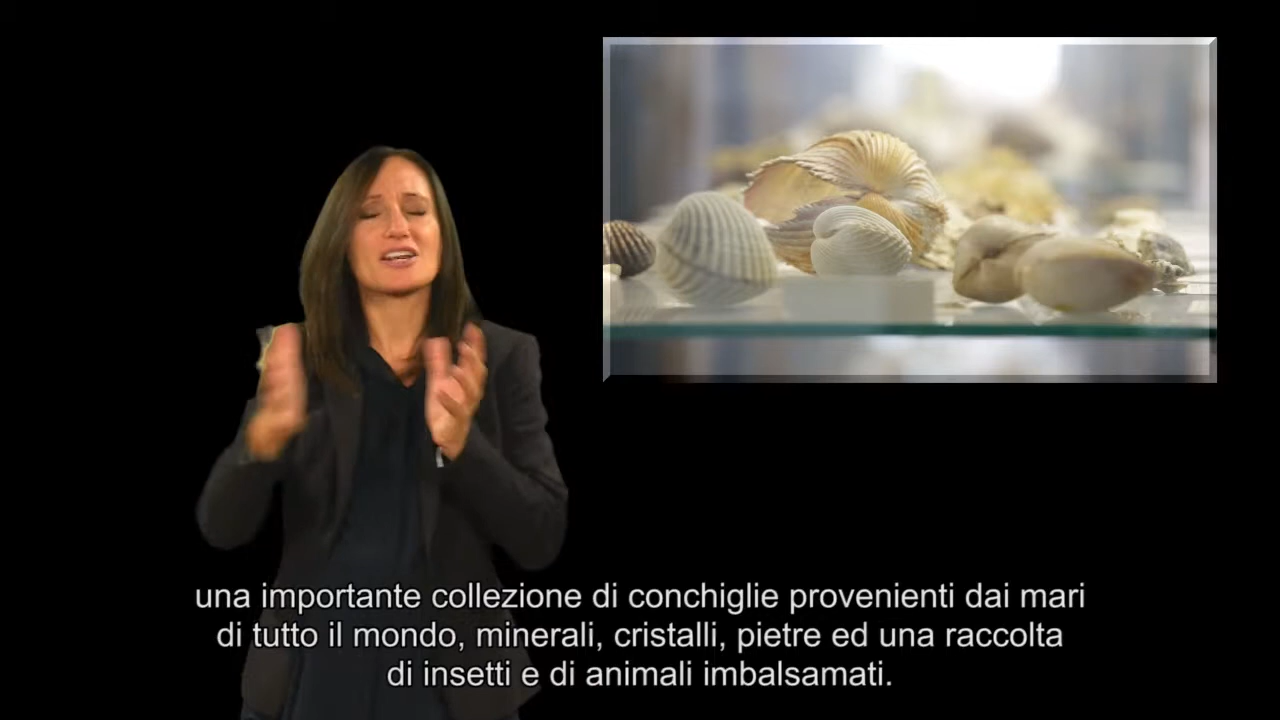 una importante collezione di conchiglie provenienti dai mari
di tutto il mondo, minerali, cristalli, pietre ed una raccolta
di insetti e di animali imbalsamati.